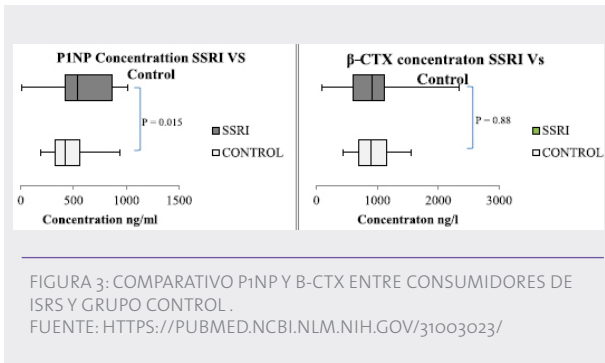 P1NP Concentrattion SSRI VS
Control
P = 0.015
SSRI
CONTROL
0 500 1000 1500
Concentration ng/ml
β-CTX concentraton SSRI Vs
Control
P = 0.88
SSRI
CONTROL
0 1000 2000 3000
Concentraton ng/l
FIGURA 3: COMPARATIVO P1NP Y B-CTX ENTRE CONSUMIDORES DE
ISRS Y GRUPO CONTROL .
FUENTE: HTTPS://PUBMED.NCBI.NLM.NIH.GOV/31003023/